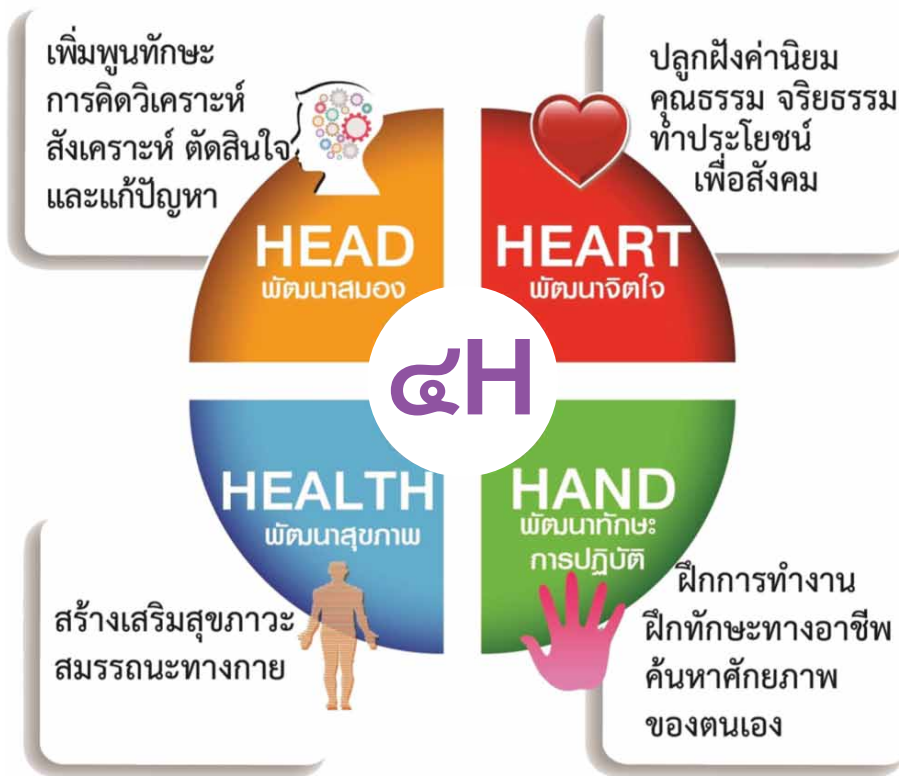 เพิ่มพูนทักษะ
การคิดวิเคราะห์
สังเคราะห์ ตัดสินใจ
และแก้ปัญหา
HEAD
พัฒนาสมอง
ปลูกฝังค่านิยม
คุณธรรม จริยธรรม
ทำประโยชน์
เพื่อสังคม
HEART
พัฒนาจิตใจ
๔H
HEALTH
พัฒนาสุขภาพ
สร้างเสริมสุขภาวะ
สมรรถนะทางกาย
HAND
พัฒนาทักษะ
การปฏิบัติ
ฝึกการทำงาน
ฝึกทักษะทางอาชีพ
ค้นหาศักยภาพ
ของตนเอง